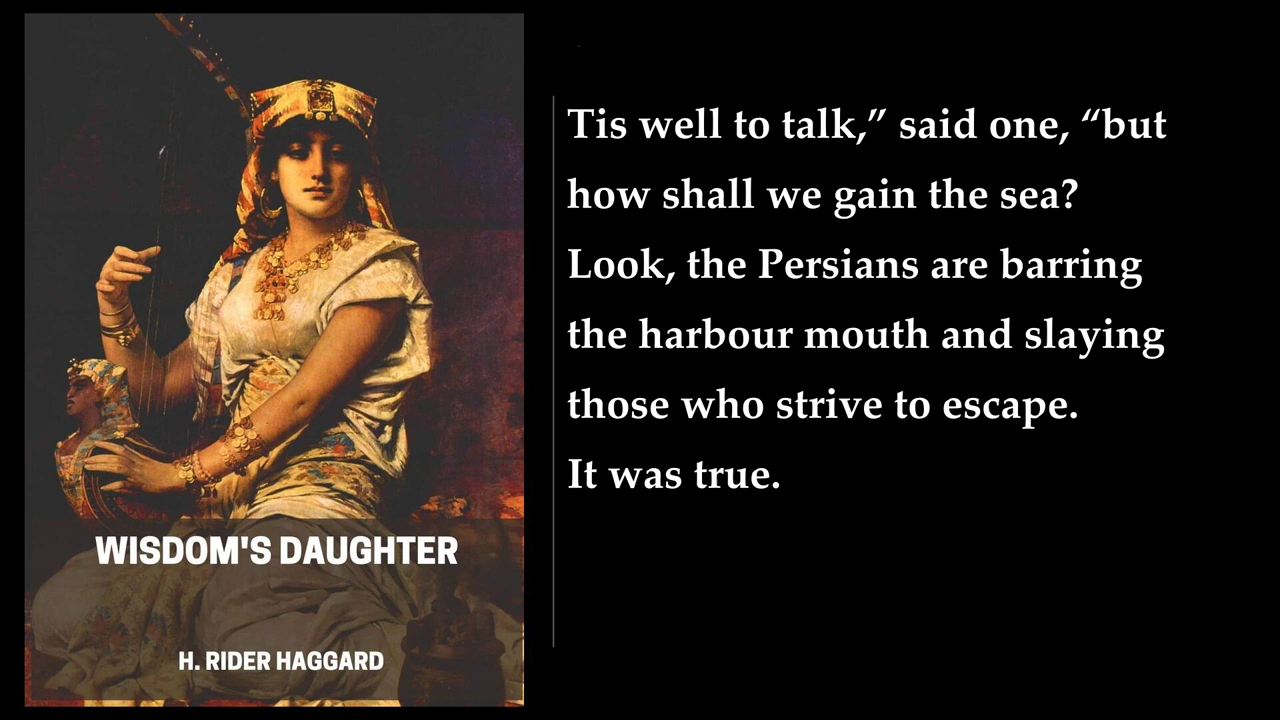 WISDOM'S DAUGHTER
H. RIDER HAGGARD
Tis well to talk,” said one, “but
how shall we gain the sea?
Look, the Persians are barring
the harbour mouth and slaying
those who strive to escape.
It was true.